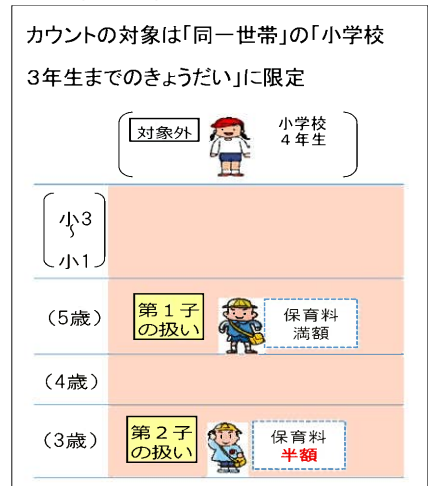 カウントの対象は「同一世帯」の「小学校
3年生までのきょうだい」に限定
対象外
小学校
4年生
小3
〜
小1
(5歳)
第1子
の扱い
保育料
満額
(4歳)
(3歳)
第2子
の扱い
保育料
半額